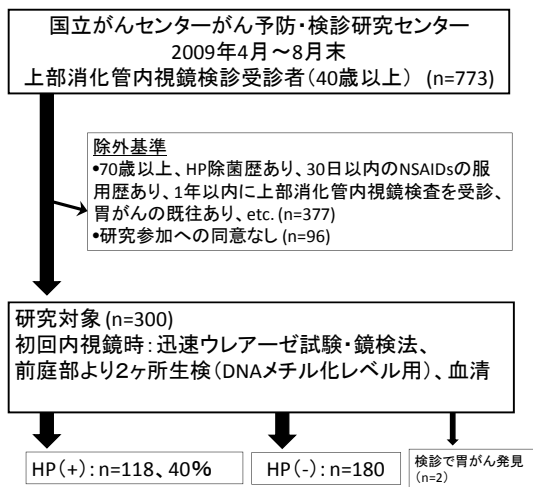 国立がんセンターがん予防・検診研究センター
2009年4月～8月末
上部消化管内視鏡検診受診者（40歳以上） (n=773)
除外基準
•70歳以上、HP除菌歴あり、30日以内のNSAIDsの服
用歴あり、1年以内に上部消化管内視鏡検査を受診、
胃がんの既往あり、etc. (n=377)
•研究参加への同意なし (n=96)
研究対象 (n=300)
初回内視鏡時：迅速ウレアーゼ試験・鏡検法、
前庭部より２ヶ所生検（DNAメチル化レベル用）、血清
HP（+）：n=118、40％
HP（-）：n=180
検診で胃がん発見
(n=2）